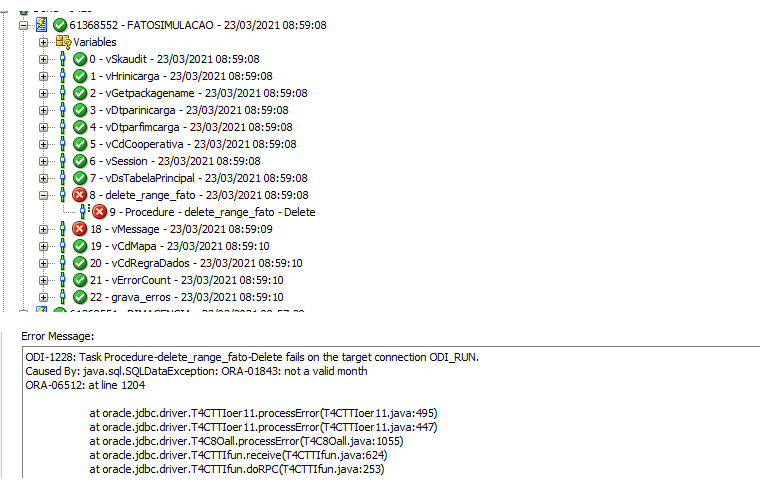 61368552 - FATOSIMULACAO - 23/03/2021 08:59:08
Variables
0 - vSkaudit - 23/03/2021 08:59:08
1 - vHrinicarga - 23/03/2021 08:59:08
2 - vGetpackagename - 23/03/2021 08:59:08
3 - vDtparinicarga - 23/03/2021 08:59:08
4 - vDtparfimcarga - 23/03/2021 08:59:08
5 - vCdCooperativa - 23/03/2021 08:59:08
6 - vSession - 23/03/2021 08:59:08
7 - vDsTabelaPrincipal - 23/03/2021 08:59:08
8 - delete_range_fato - 23/03/2021 08:59:08
9 - Procedure - delete_range_fato - Delete
18 - vMessage - 23/03/2021 08:59:09
19 - vCdMapa - 23/03/2021 08:59:10
20 - vCdRegraDados - 23/03/2021 08:59:10
21 - vErrorCount - 23/03/2021 08:59:10
22 - grava_erros - 23/03/2021 08:59:10
Error Message:
ODI-1228: Task Procedure-delete_range_fato-Delete fails on the target connection ODI_RUN.
Caused By: java.sql.SQLDataException: ORA-01843: not a valid month
ORA-06512: at line 1204
at oracle.jdbc.driver.T4CTTIoer11.processError(T4CTTIoer11.java:495)
at oracle.jdbc.driver.T4CTTIoer11.processError(T4CTTIoer11.java:447)
at oracle.jdbc.driver.T4C8Oall.processError(T4C8Oall.java:1055)
at oracle.jdbc.driver.T4CTTIfun.receive(T4CTTIfun.java:624)
at oracle.jdbc.driver.T4CTTIfun.doRPC(T4CTTIfun.java:253)